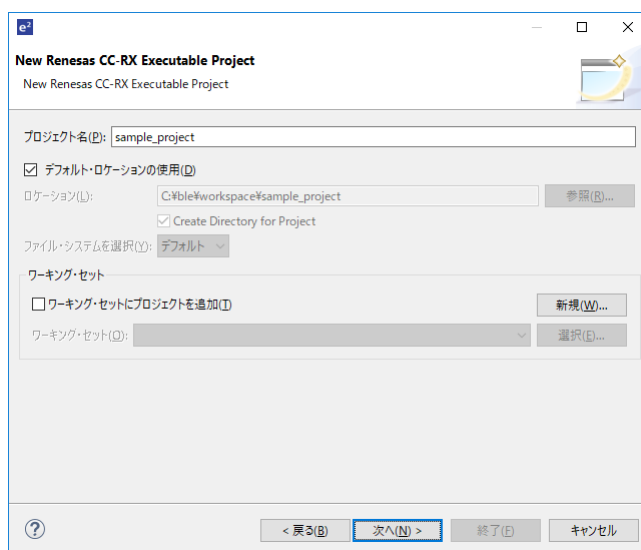 e²
New Renesas CC-RX Executable Project
New Renesas CC-RX Executable Project
プロジェクト名(P): sample_project
デフォルト・ロケーションの使用(D)
ロケーション(L): C:¥ble¥workspace¥sample_project 参照(R)...
Create Directory for Project
ファイル・システムを選択(Y): デフォルト
ワーキング・セット
ワーキング・セットにプロジェクトを追加(T) 新規(W)...
ワーキング・セット(O): 選択(E)...
? < 戻る(B) 次へ(N) > 終了(F) キャンセル